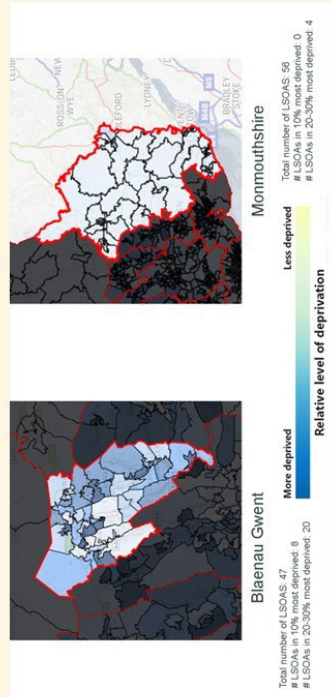 ROSS-ON-
WYE
LYDNEY
BRADLEY
STOKE
Blaenau Gwent
Monmouthshire
Total number of LSOAS: 47
# LSOAs in 10% most deprived: 8
# LSOAs in 20-30% most deprived: 20
More deprived
Less deprived
Relative level of deprivation
Total number of LSOAS: 56
# LSOAs in 10% most deprived: 0
# LSOAs in 20-30% most deprived: 4